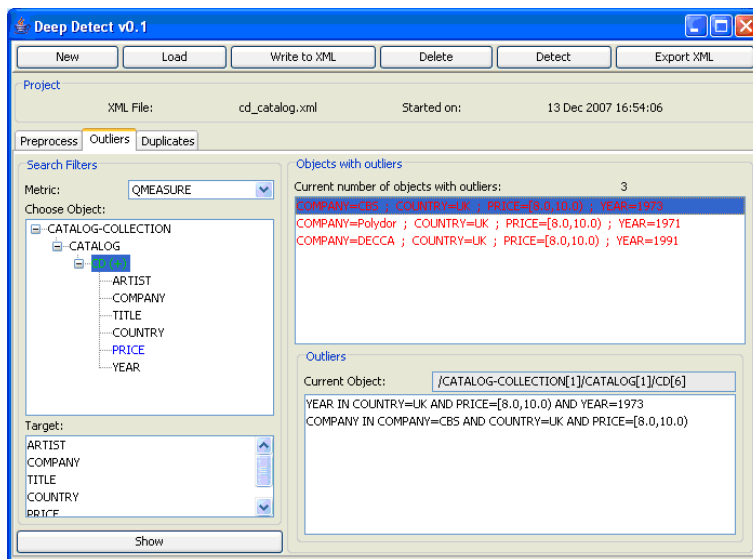 Deep Detect v0.1
New Load Write to XML Delete Detect Export XML
Project
XML File: cd_catalog.xml Started on: 13 Dec 2007 16:54:06
Preprocess Outliers Duplicates
Search Filters
Metric: QMEASURE
Choose Object:
CATALOG-COLLECTION
CATALOG
CD (+)
ARTIST
COMPANY
TITLE
COUNTRY
PRICE
YEAR
Target:
ARTIST
COMPANY
TITLE
COUNTRY
PRICE
Show
Objects with outliers
Current number of objects with outliers: 3
COMPANY=CBS ; COUNTRY=UK ; PRICE=[8.0,10.0) ; YEAR=1973
COMPANY=Polydor ; COUNTRY=UK ; PRICE=[8.0,10.0) ; YEAR=1971
COMPANY=DECCA ; COUNTRY=UK ; PRICE=[8.0,10.0) ; YEAR=1991
Outliers
Current Object: /CATALOG-COLLECTION[1]/CATALOG[1]/CD[6]
YEAR IN COUNTRY=UK AND PRICE=[8.0,10.0) AND YEAR=1973
COMPANY IN COMPANY=CBS AND COUNTRY=UK AND PRICE=[8.0,10.0)